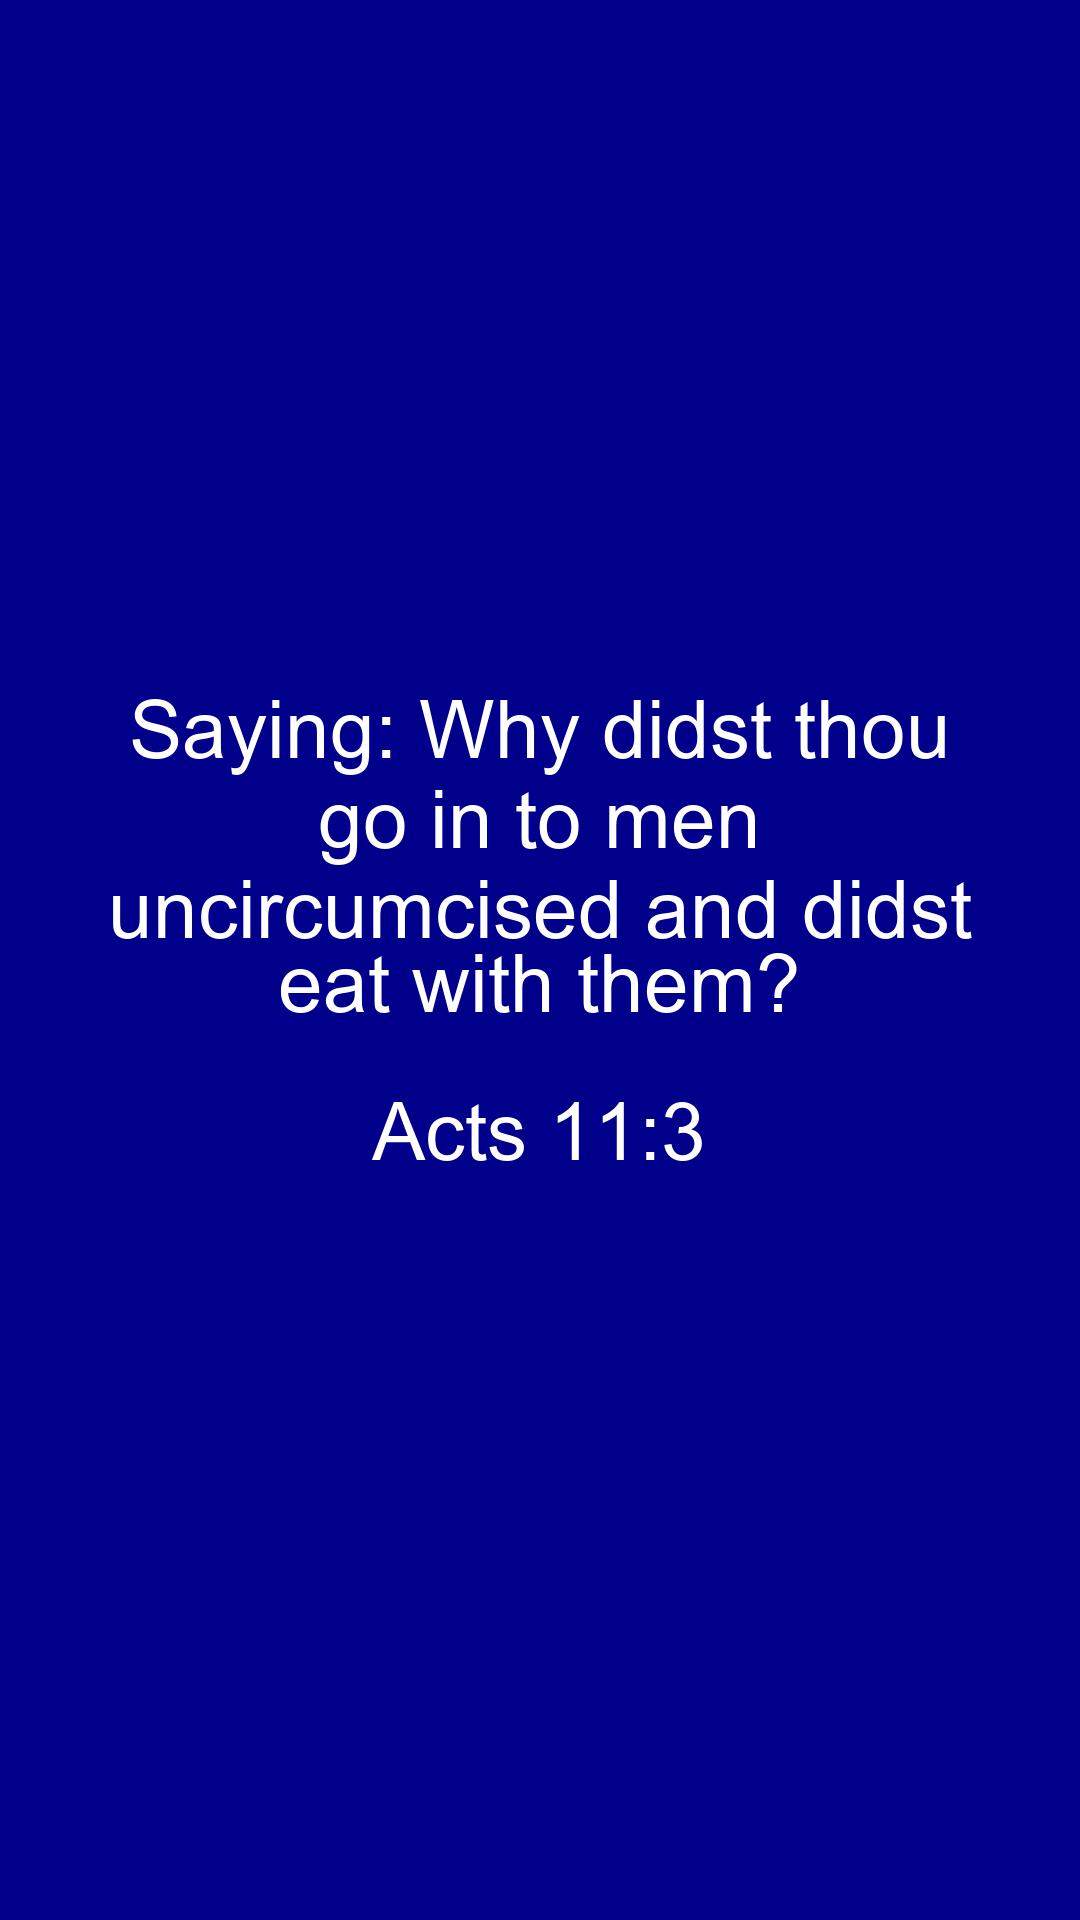 Saying: Why didst thou
go in to men
uncircumcised and didst
eat with them?
Acts 11:3